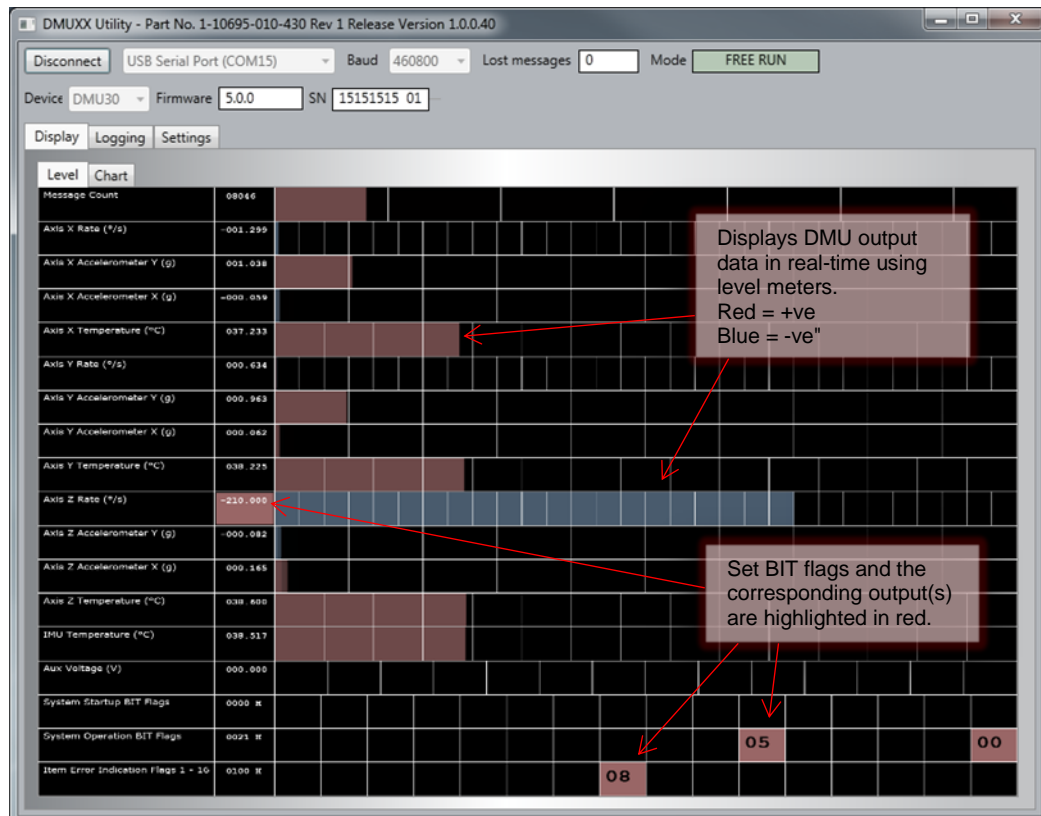 DMUXX Utility - Part No. 1-10695-010-430 Rev 1 Release Version 1.0.0.40
Disconnect USB Serial Port (COM15) Baud 460800 Lost messages 0 Mode FREE RUN
Device DMU30 Firmware 5.0.0 SN 15151515 01
Display Logging Settings
Level Chart
Message Count 08046
Axis X Rate (°/s) -001.299
Axis X Accelerometer Y (g) 001.038
Axis X Accelerometer X (g) -000.059
Axis X Temperature (°C) 037.233
Axis Y Rate (°/s) 000.634
Axis Y Accelerometer Y (g) 000.963
Axis Y Accelerometer X (g) 000.062
Axis Y Temperature (°C) 038.225
Axis Z Rate (°/s) -210.000
Axis Z Accelerometer Y (g) -000.082
Axis Z Accelerometer X (g) 000.165
Axis Z Temperature (°C) 038.600
IMU Temperature (°C) 038.517
Aux Voltage (V) 000.000
System Startup BIT Flags 0000 H
System Operation BIT Flags 0021 H 05 00
Item Error Indication Flags 1 - 16 0100 H 08
Displays DMU output
data in real-time using
level meters.
Red = +ve
Blue = -ve"
Set BIT flags and the
corresponding output(s)
are highlighted in red.